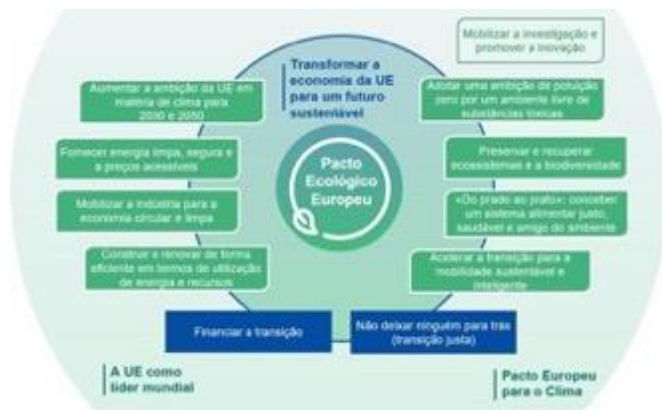 Mobilizar a investigação e
promover a inovação
Transformar a
economia da UE
para um futuro
sustentável
Aumentar a ambição da UE em
matéria de clima para
2030 e 2050
Adotar uma ambição de poluição
zero por um ambiente livre de
substâncias tóxicas
Fornecer energia limpa, segura e
a preços acessíveis
Preservar e recuperar
ecossistemas e a biodiversidade
Pacto
Ecológico
Europeu
Mobilizar a indústria para a
economia circular e limpa
«Do prado ao prato»: conceber
um sistema alimentar justo,
saudável e amigo do ambiente
Construir e renovar de forma
eficiente em termos de utilização
de energia e recursos
Acelerar a transição para a
mobilidade sustentável e
inteligente
Financiar a transição
Não deixar ninguém para trás
(transição justa)
A UE como
líder mundial
Pacto Europeu
para o Clima